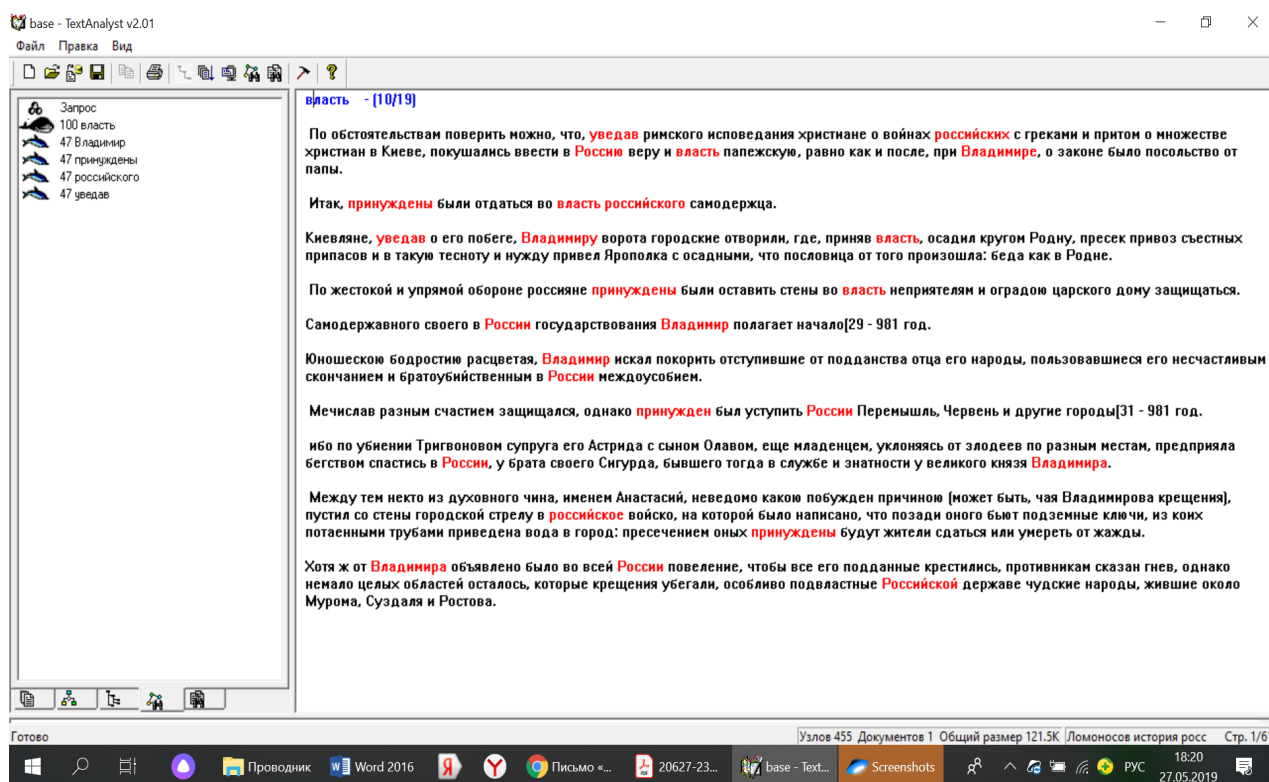 base - TextAnalyst v2.01
Файл Правка Вид
Запрос
100 власть
47 Владимир
47 принуждены
47 российского
47 уведав
власть - (10/19)
По обстоятельствам поверить можно, что, уведав римского исповедания христиане о войнах российских с греками и притом о множестве
христиан в Киеве, покушались ввести в Россию веру и власть папежскую, равно как и после, при Владимире, о законе было посольство от
папы.
Итак, принуждены были отдаться во власть российского самодержца.
Киевляне, уведав о его побеге, Владимиру ворота городские отворили, где, приняв власть, осадил кругом Родну, пресек привоз съестных
припасов и в такую тесноту и нужду привел Ярополка с осадными, что пословица от того произошла: беда как в Родне.
По жестокой и упрямой обороне россияне принуждены были оставить стены во власть неприятелям и оградою царского дому защищаться.
Самодержавного своего в России государствования Владимир полагает начало[29 - 981 год.
Юношескою бодростию расцветая, Владимир искал покорить отступившие от подданства отца его народы, пользовавшиеся его несчастливым
скончанием и братоубийственным в России междоусобием.
Мечислав разным счастием защищался, однако принужден был уступить России Перемышль, Червень и другие городы[31 - 981 год.
ибо по убиении Тригвоновом супруга его Астрида с сыном Олавом, еще младенцем, уклоняясь от злодеев по разным местам, предприяла
бегством спастись в России, у брата своего Сигурда, бывшего тогда в службе и знатности у великого князя Владимира.
Между тем некто из духовного чина, именем Анастасий, неведомо какою побужден причиною (может быть, чая Владимирова крещения),
пустил со стены городской стрелу в российское войско, на которой было написано, что позади оного бьют подземные ключи, из коих
потаенными трубами приведена вода в город: пресечением оных принуждены будут жители сдаться или умереть от жажды.
Хотя ж от Владимира объявлено было во всей России повеление, чтобы все его подданные крестились, противникам сказан гнев, однако
немало целых областей осталось, которые крещения убегали, особливо подвластные Российской державе чудские народы, жившие около
Мурома, Суздаля и Ростова.
Готово
Узлов 455 Документов 1 Общий размер 121.5K Ломоносов история росс Стр. 1/6
Проводник
Word 2016
Письмо «...
20627-23...
base - Text...
Screenshots
РУС
18:20
27.05.2019